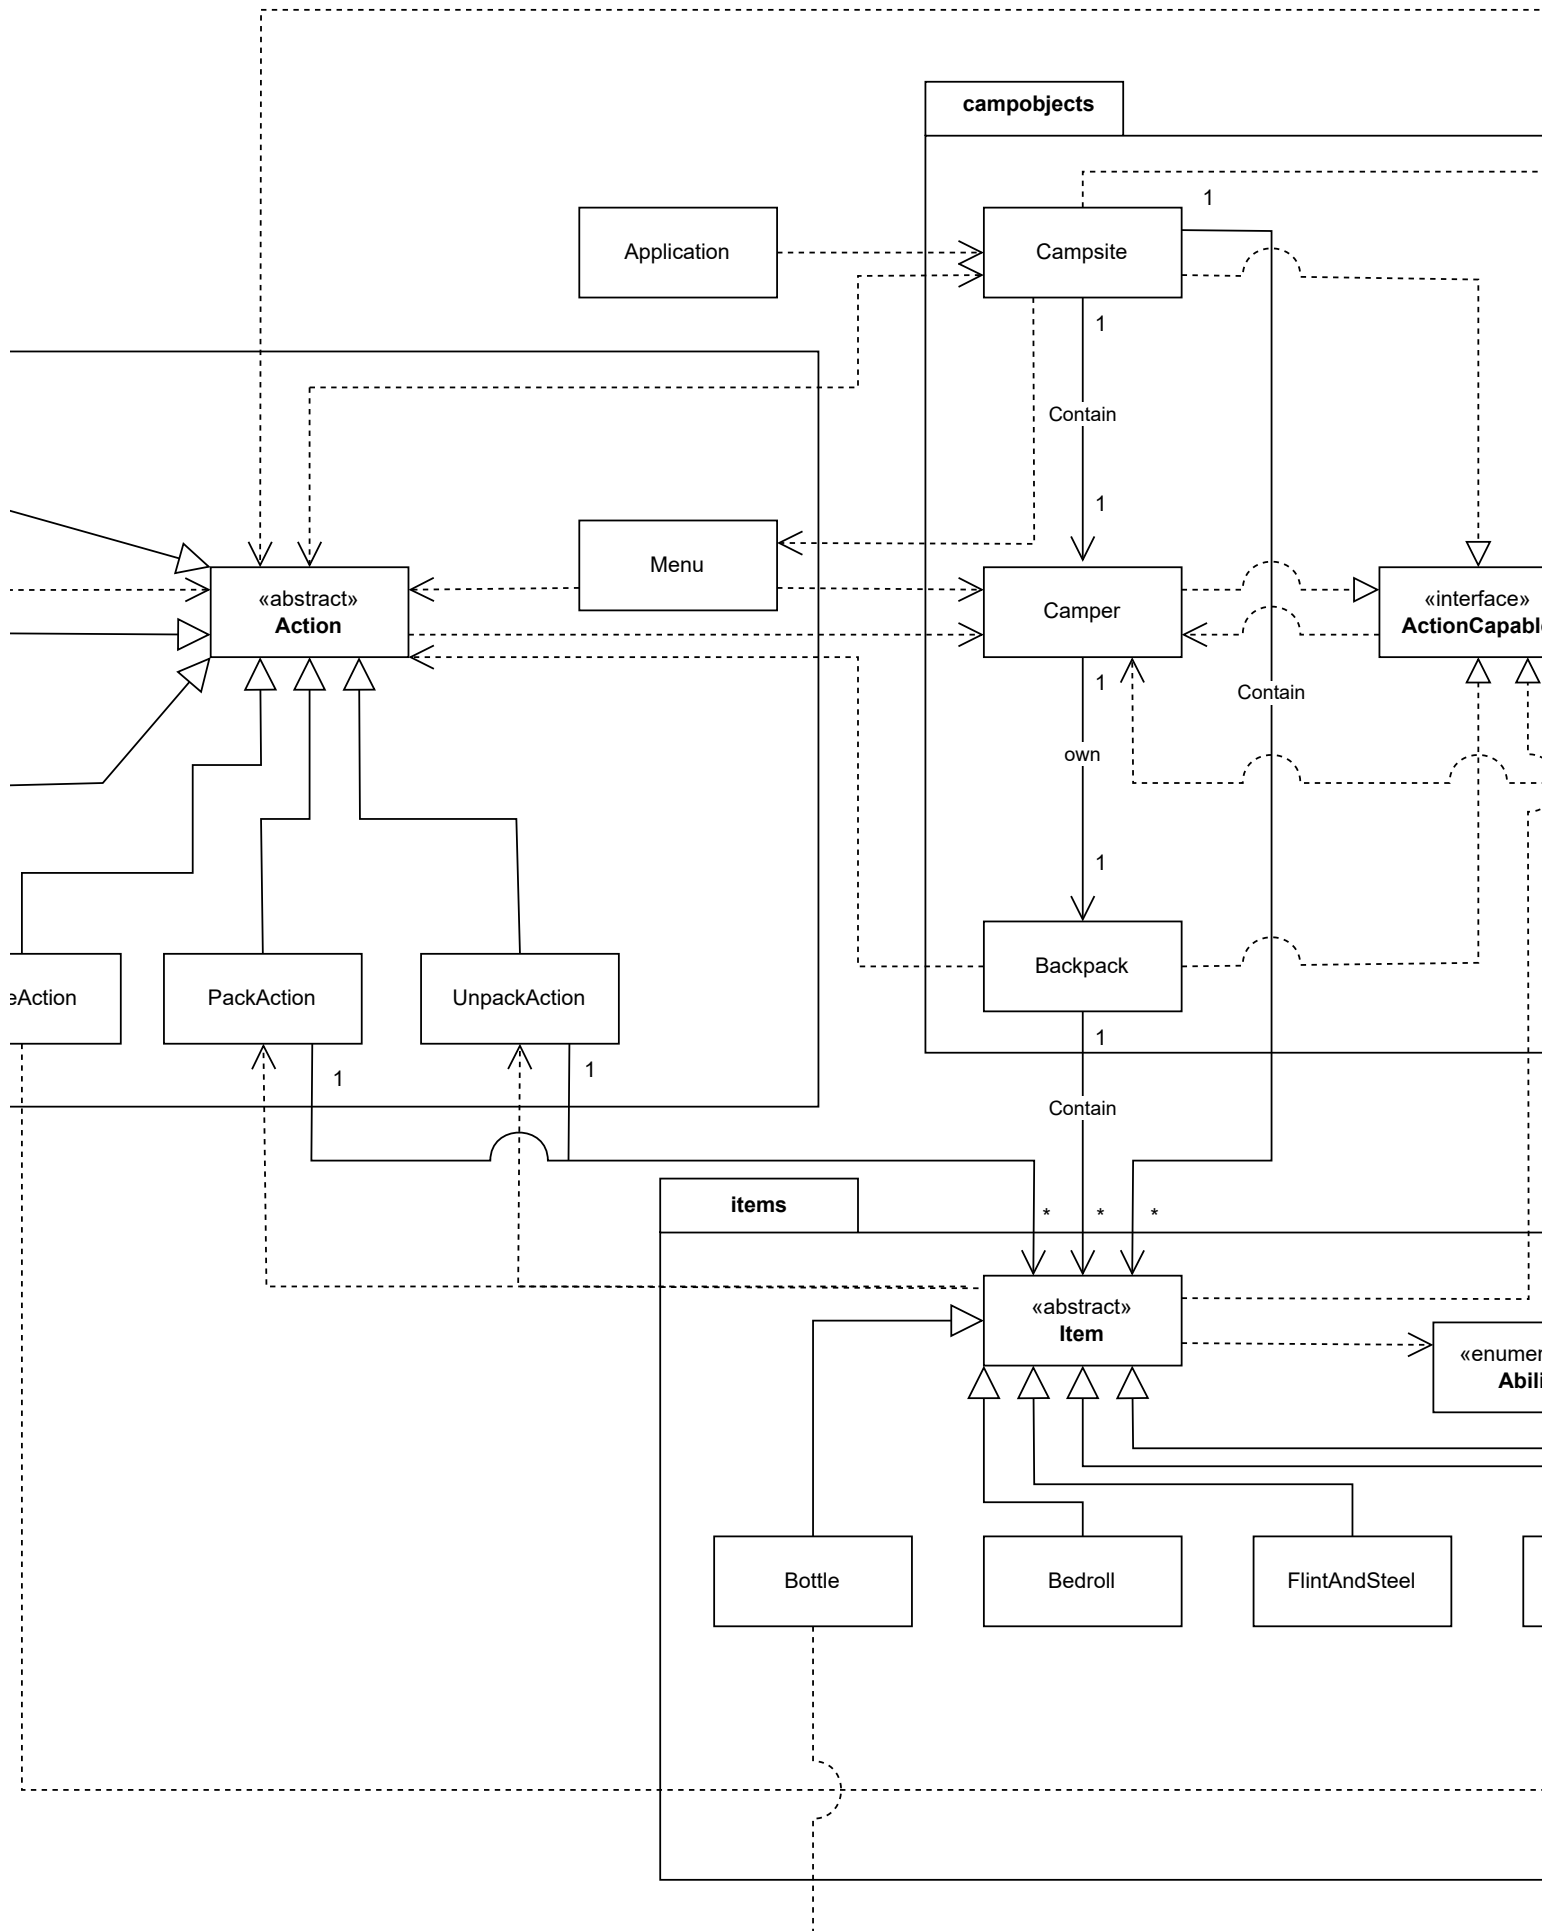 campobjects
1
Application
Campsite
1
Contain
1
Menu
«abstract»
Action
Camper
«interface»
1
Contain
own
1
Backpack
PackAction
UnpackAction
1
1
1
Contain
items
*
*
*
«abstract»
Item
Bottle
Bedroll
FlintAndSteel